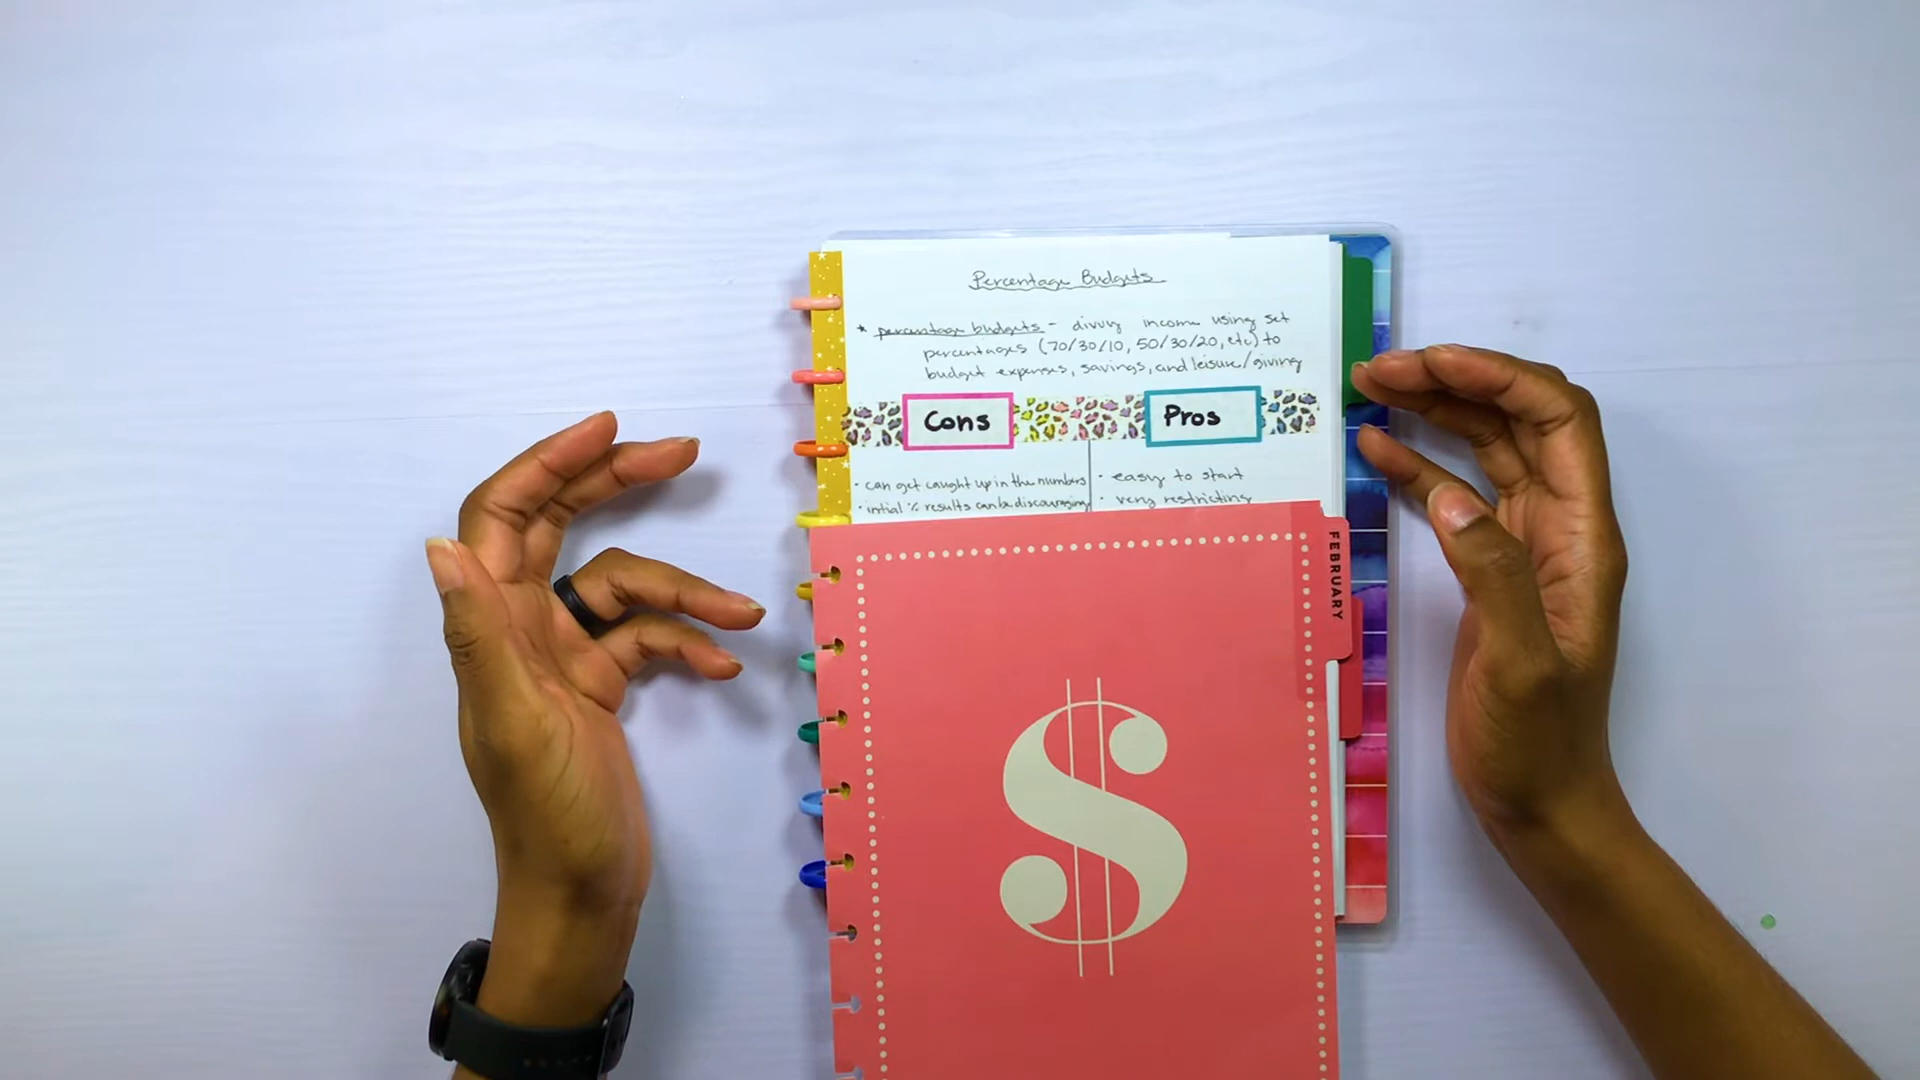 Percentage Budgets
* percentage budgets - divvy income using set
percentages (70/30/10, 50/30/20, etc) to
budget expenses, savings, and leisure/giving
Cons
Pros
· can get caught up in the numbers
· intial % results can be discouraging
· easy to start
· very restricting
FEBRUARY
$